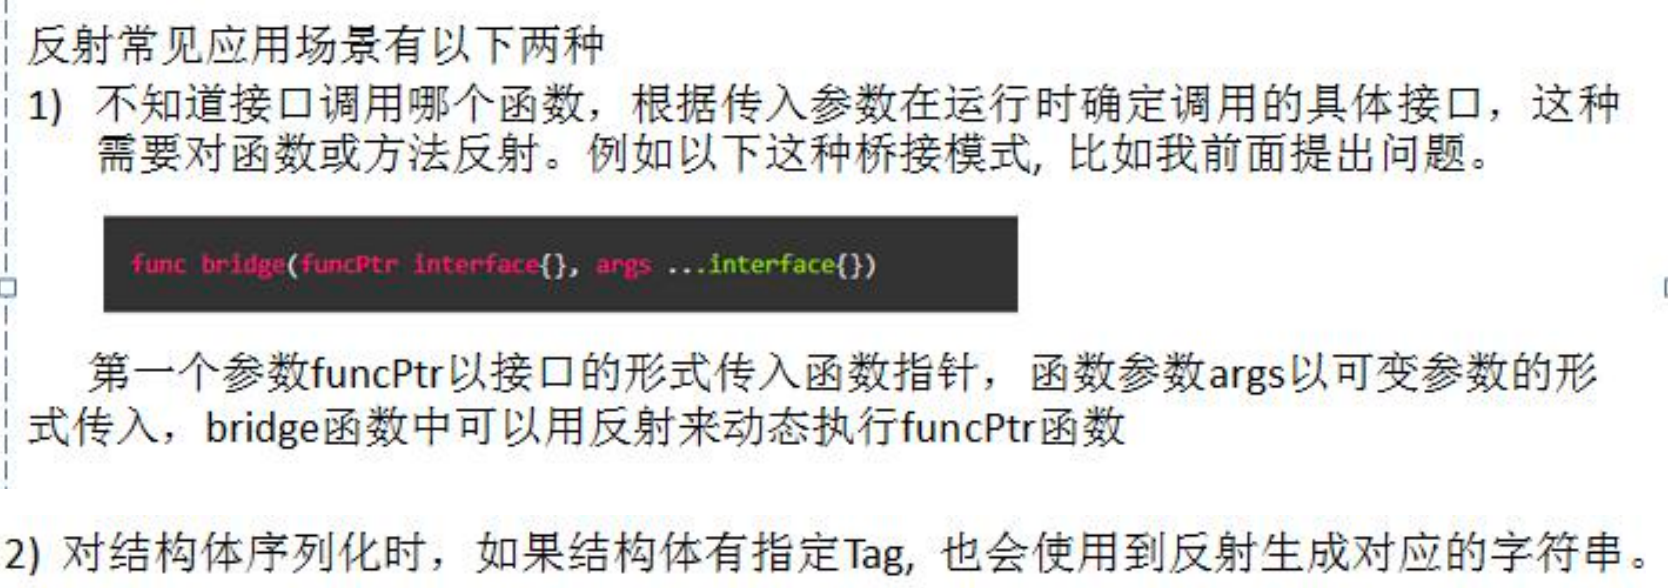 反射常见应用场景有以下两种
1) 不知道接口调用哪个函数，根据传入参数在运行时确定调用的具体接口，这种
需要对函数或方法反射。例如以下这种桥接模式, 比如我前面提出问题。
func bridge(funcPtr interface{}, args ...interface{})
第一个参数funcPtr以接口的形式传入函数指针，函数参数args以可变参数的形
式传入，bridge函数中可以用反射来动态执行funcPtr函数
2) 对结构体序列化时，如果结构体有指定Tag, 也会使用到反射生成对应的字符串。